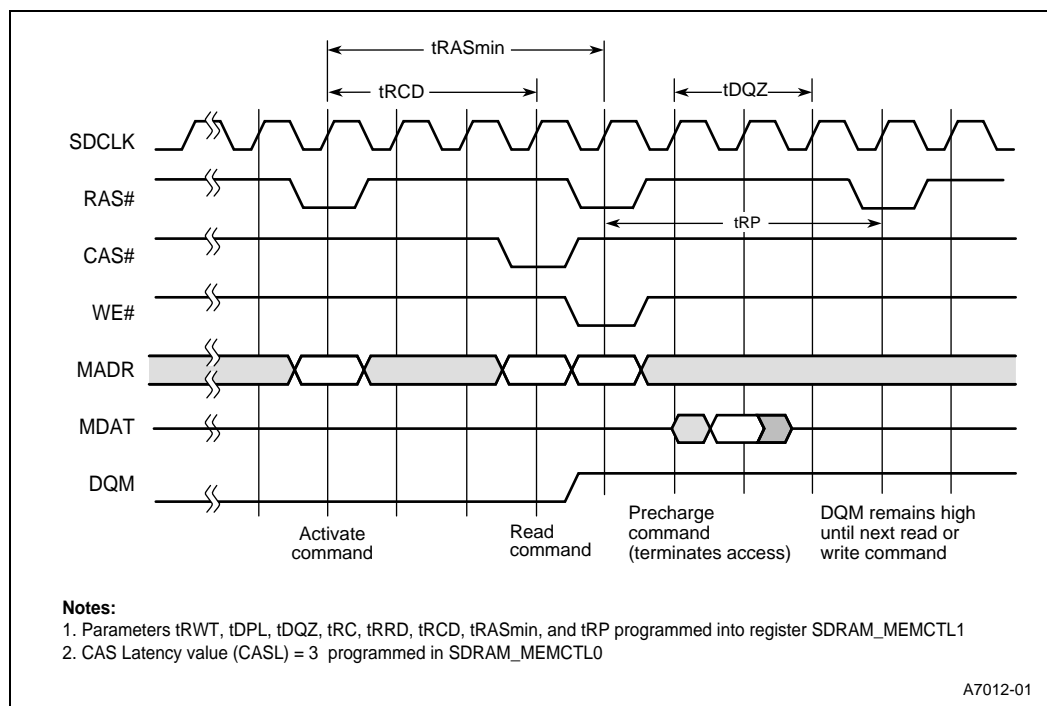 tRASmin
tRCD
tDQZ
SDCLK
RAS#
tRP
CAS#
WE#
MADR
MDAT
DQM
Activate
command
Read
command
Precharge
command
(terminates access)
DQM remains high
until next read or
write command
Notes:
1. Parameters tRWT, tDPL, tDQZ, tRC, tRRD, tRCD, tRASmin, and tRP programmed into register SDRAM_MEMCTL1
2. CAS Latency value (CASL) = 3 programmed in SDRAM_MEMCTL0
A7012-01